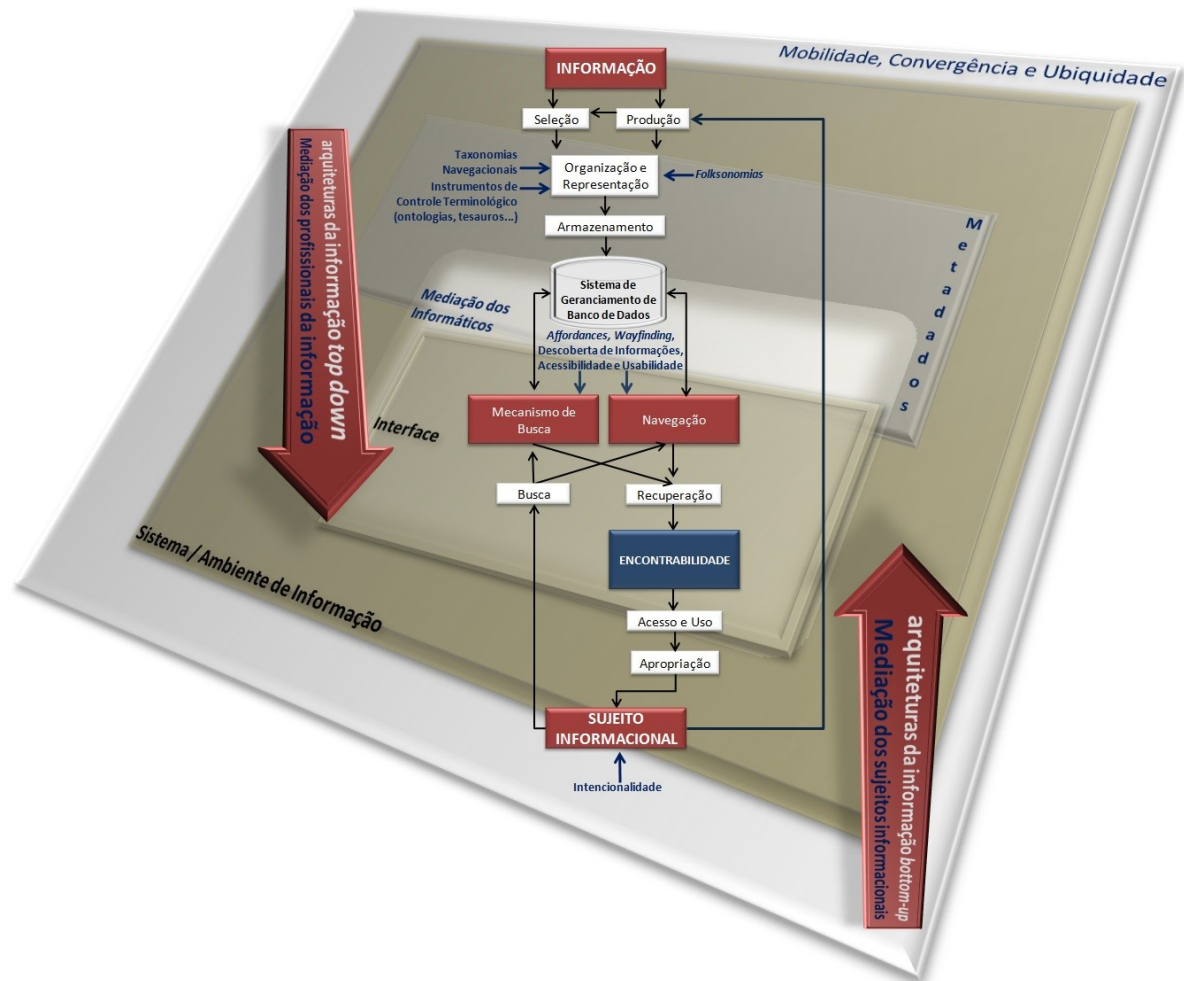 Mobilidade, Convergência e Ubiquidade
INFORMAÇÃO
Seleção
Produção
Taxonomias
Navegacionais
Instrumentos de
Controle Terminológico
(ontologias, tesauros...)
Organização e
Representação
Folksonomias
Armazenamento
Metadados
Sistema de
Geranciamento de
Banco de Dados
Mediação dos
Informáticos
Affordances, Wayfinding,
Descoberta de Informações,
Acessibilidade e Usabilidade
arquiteturas da informação top down
Mediação dos profissionais da informação
Interface
Mecanismo de
Busca
Navegação
Busca
Recuperação
ENCONTRABILIDADE
Sistema / Ambiente de Informação
Acesso e Uso
Apropriação
SUJEITO
INFORMACIONAL
Intencionalidade
arquiteturas da informação bottom-up
Mediação dos sujeitos informacionais